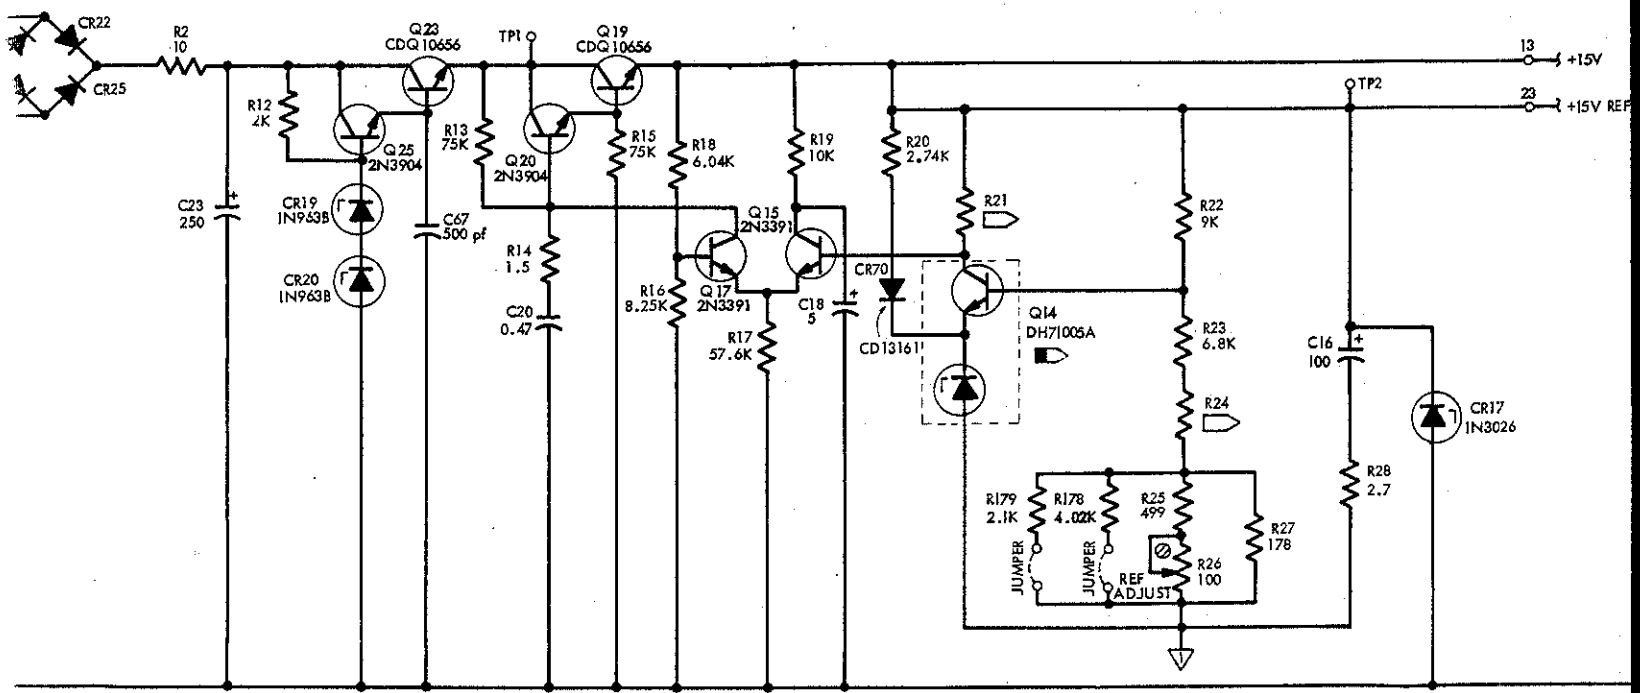 CR22
CR25
R2
10
Q23
CDQ10656
TP1
Q19
CDQ10656
13
+15V
TP2
23
+15V REF
R12
2K
Q25
2N3904
R13
75K
Q20
2N3904
R15
75K
R18
6.04K
R19
10K
R20
2.74K
R21
R22
9K
C23
250
+
CR19
1N963B
CR20
1N963B
C67
500 pf
R14
1.5
C20
0.47
Q15
2N3391
Q17
2N3391
R16
8.25K
R17
57.6K
C18
5
+
CR70
CD13161
Q14
DH71005A
R23
6.8K
R24
C16
100
+
CR17
1N3026
R28
2.7
R179
2.1K
R178
4.02K
R25
499
R27
178
R26
100
JUMPER
JUMPER
REF
ADJUST